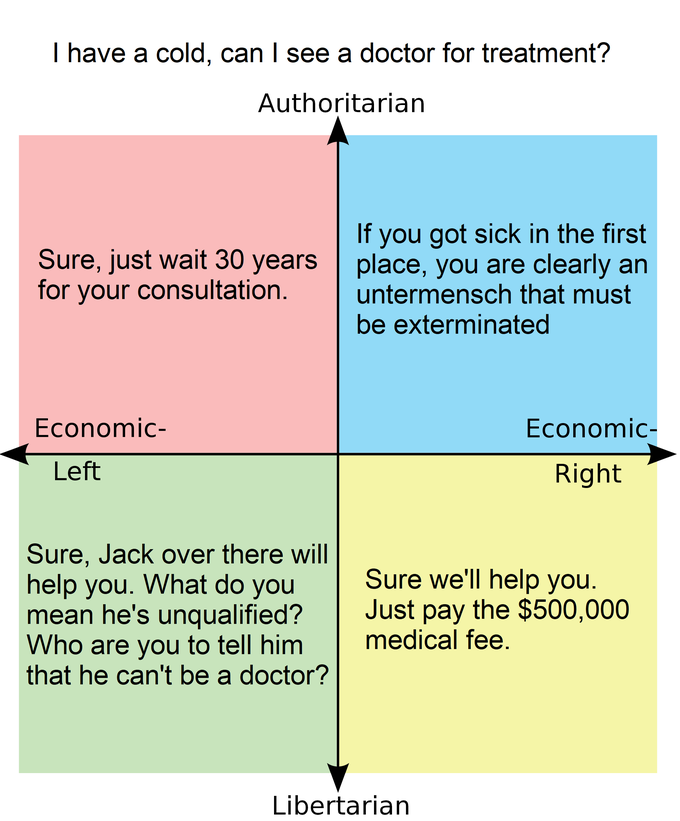 I have a cold, can I see a doctor for treatment?
Authoritarian
Sure, just wait 30 years
for your consultation.
If you got sick in the first
place, you are clearly an
untermensch that must
be exterminated
Economic-
Left
Economic-
Right
Sure, Jack over there will
help you. What do you
mean he's unqualified?
Who are you to tell him
that he can't be a doctor?
Sure we'll help you.
Just pay the $500,000
medical fee.
Libertarian